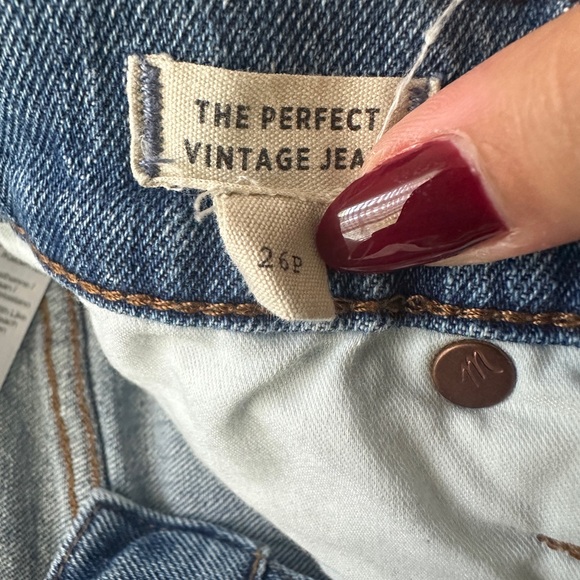 THE PERFECT
VINTAGE JEA
26P
m